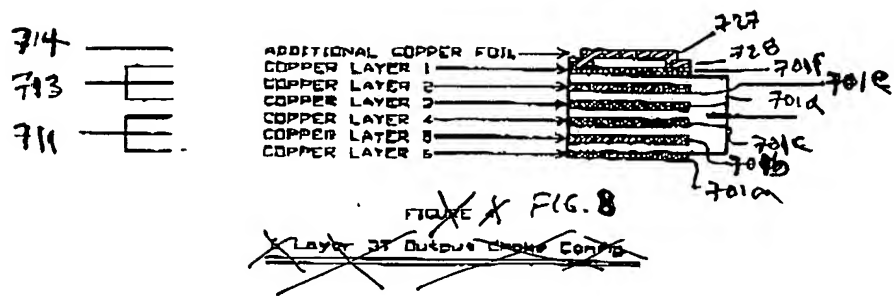 714
713
711
ADDITIONAL COPPER FOIL
COPPER LAYER 1
COPPER LAYER 2
COPPER LAYER 3
COPPER LAYER 4
COPPER LAYER 5
COPPER LAYER 6
727
728
701f
701e
701d
701c
701b
701a
FIGURE FIG. 8
Layer 3T Output Choke Config